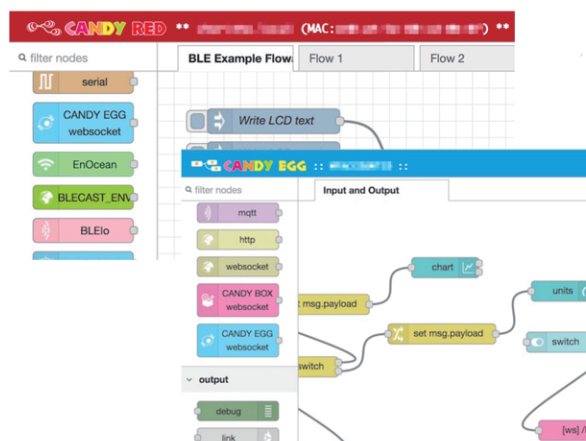 CANDY RED ** (MAC: ) **
filter nodes
BLE Example Flow
Flow 1
Flow 2
serial
CANDY EGG
websocket
EnOcean
BLECAST_ENV
BLEIo
Write LCD text
CANDY EGG :: ::
filter nodes
Input and Output
mqtt
http
websocket
CANDY BOX
websocket
CANDY EGG
websocket
output
debug
link
chart
msg.payload
set msg.payload
switch
units
switch
[ws] /